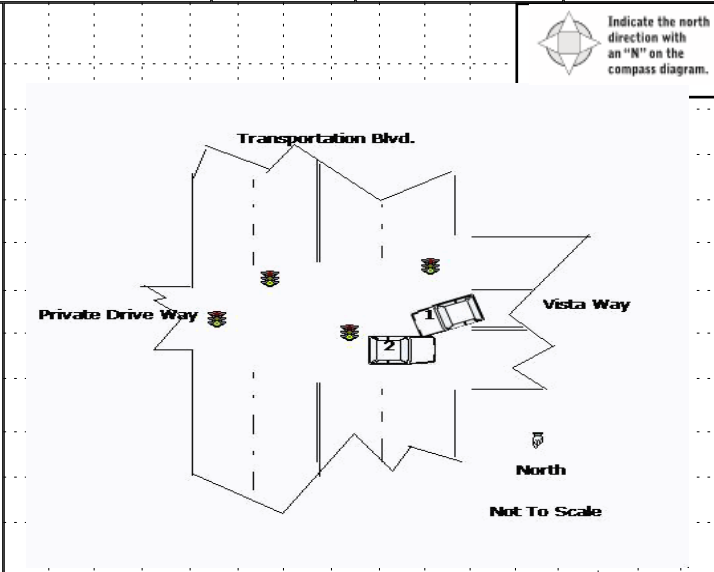 Indicate the north
direction with
an "N" on the
compass diagram.
Transportation Blvd.
Private Drive Way
Vista Way
1
2
North
Not To Scale